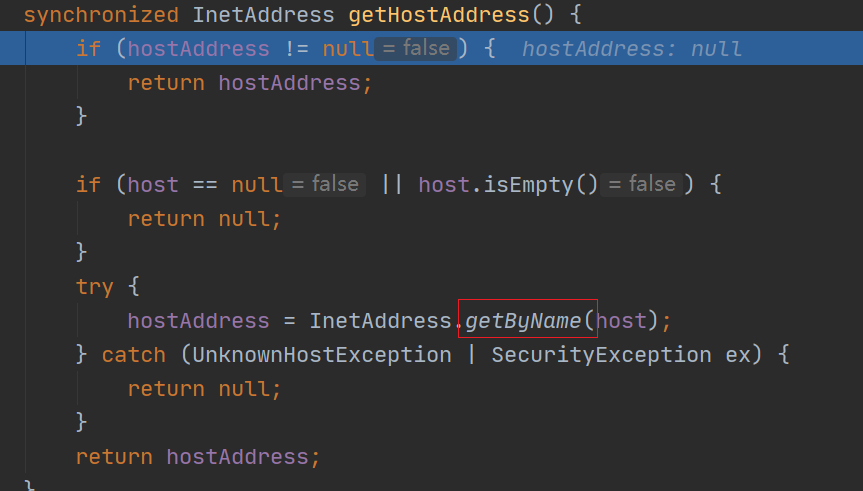 synchronized InetAddress getHostAddress() {
if (hostAddress != null = false ) { hostAddress: null
return hostAddress;
}
if (host == null = false || host.isEmpty() = false ) {
return null;
}
try {
hostAddress = InetAddress.getByName(host);
} catch (UnknownHostException | SecurityException ex) {
return null;
}
return hostAddress;
}